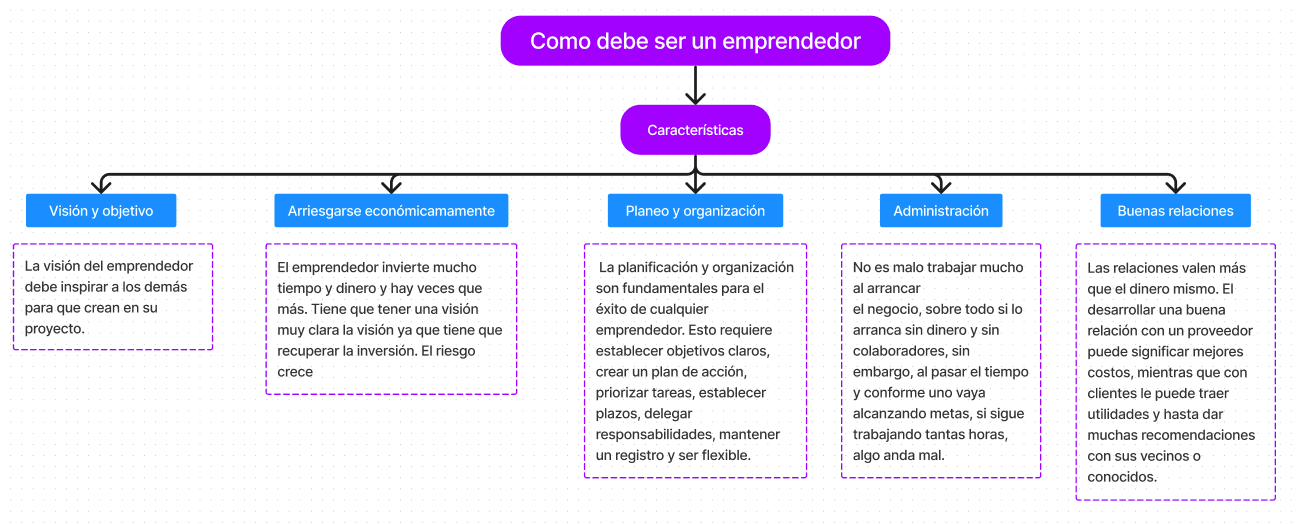 Como debe ser un emprendedor
Características
Visión y objetivo
La visión del emprendedor
debe inspirar a los demás
para que crean en su
proyecto.
Arriesgarse económicamamente
El emprendedor invierte mucho
tiempo y dinero y hay veces que
más. Tiene que tener una visión
muy clara la visión ya que tiene que
recuperar la inversión. El riesgo
crece
Planeo y organización
La planificación y organización
son fundamentales para el
éxito de cualquier
emprendedor. Esto requiere
establecer objetivos claros,
crear un plan de acción,
priorizar tareas, establecer
plazos, delegar
responsabilidades, mantener
un registro y ser flexible.
Administración
No es malo trabajar mucho
al arrancar
el negocio, sobre todo si lo
arranca sin dinero y sin
colaboradores, sin
embargo, al pasar el tiempo
y conforme uno vaya
alcanzando metas, si sigue
trabajando tantas horas,
algo anda mal.
Buenas relaciones
Las relaciones valen más
que el dinero mismo. El
desarrollar una buena
relación con un proveedor
puede significar mejores
costos, mientras que con
clientes le puede traer
utilidades y hasta dar
muchas recomendaciones
con sus vecinos o
conocidos.